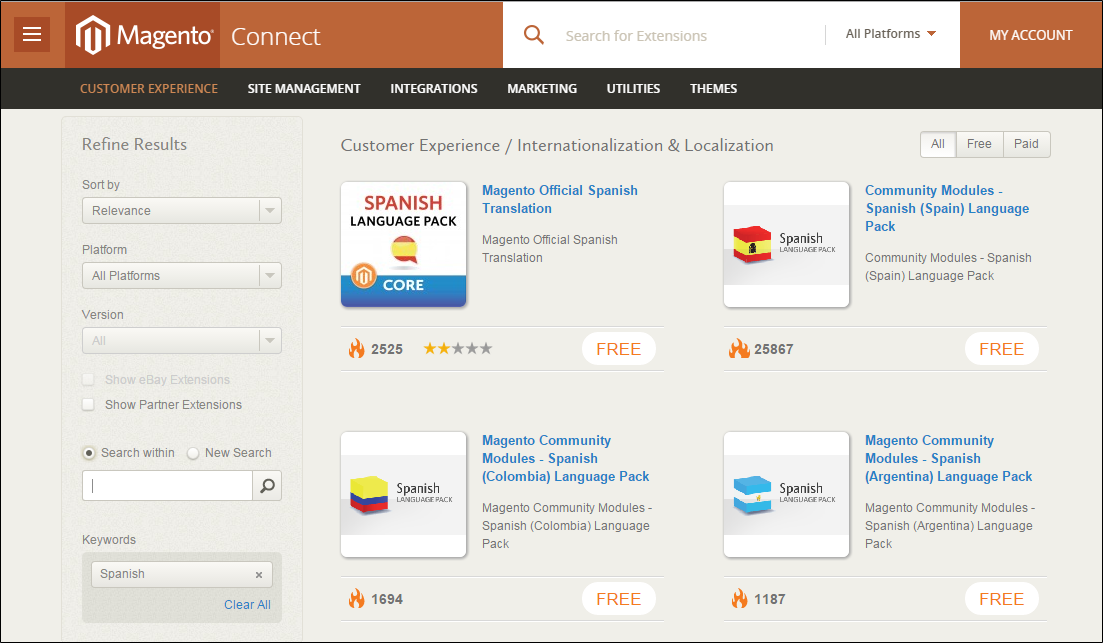 Magento Connect
Search for Extensions
All Platforms
MY ACCOUNT
CUSTOMER EXPERIENCE
SITE MANAGEMENT
INTEGRATIONS
MARKETING
UTILITIES
THEMES
Refine Results
Sort by
Relevance
Platform
All Platforms
Version
All
Show eBay Extensions
Show Partner Extensions
Search within
New Search
Keywords
Spanish ×
Clear All
Customer Experience / Internationalization & Localization
All
Free
Paid
SPANISH
LANGUAGE PACK
CORE
Magento Official Spanish
Translation
Magento Official Spanish
Translation
2525
FREE
Spanish
LANGUAGE PACK
Community Modules -
Spanish (Spain) Language
Pack
Community Modules - Spanish
(Spain) Language Pack
25867
FREE
Spanish
LANGUAGE PACK
Magento Community
Modules - Spanish
(Colombia) Language Pack
Magento Community Modules -
Spanish (Colombia) Language
Pack
1694
FREE
Spanish
LANGUAGE PACK
Magento Community
Modules - Spanish
(Argentina) Language Pack
Magento Community Modules -
Spanish (Argentina) Language
Pack
1187
FREE